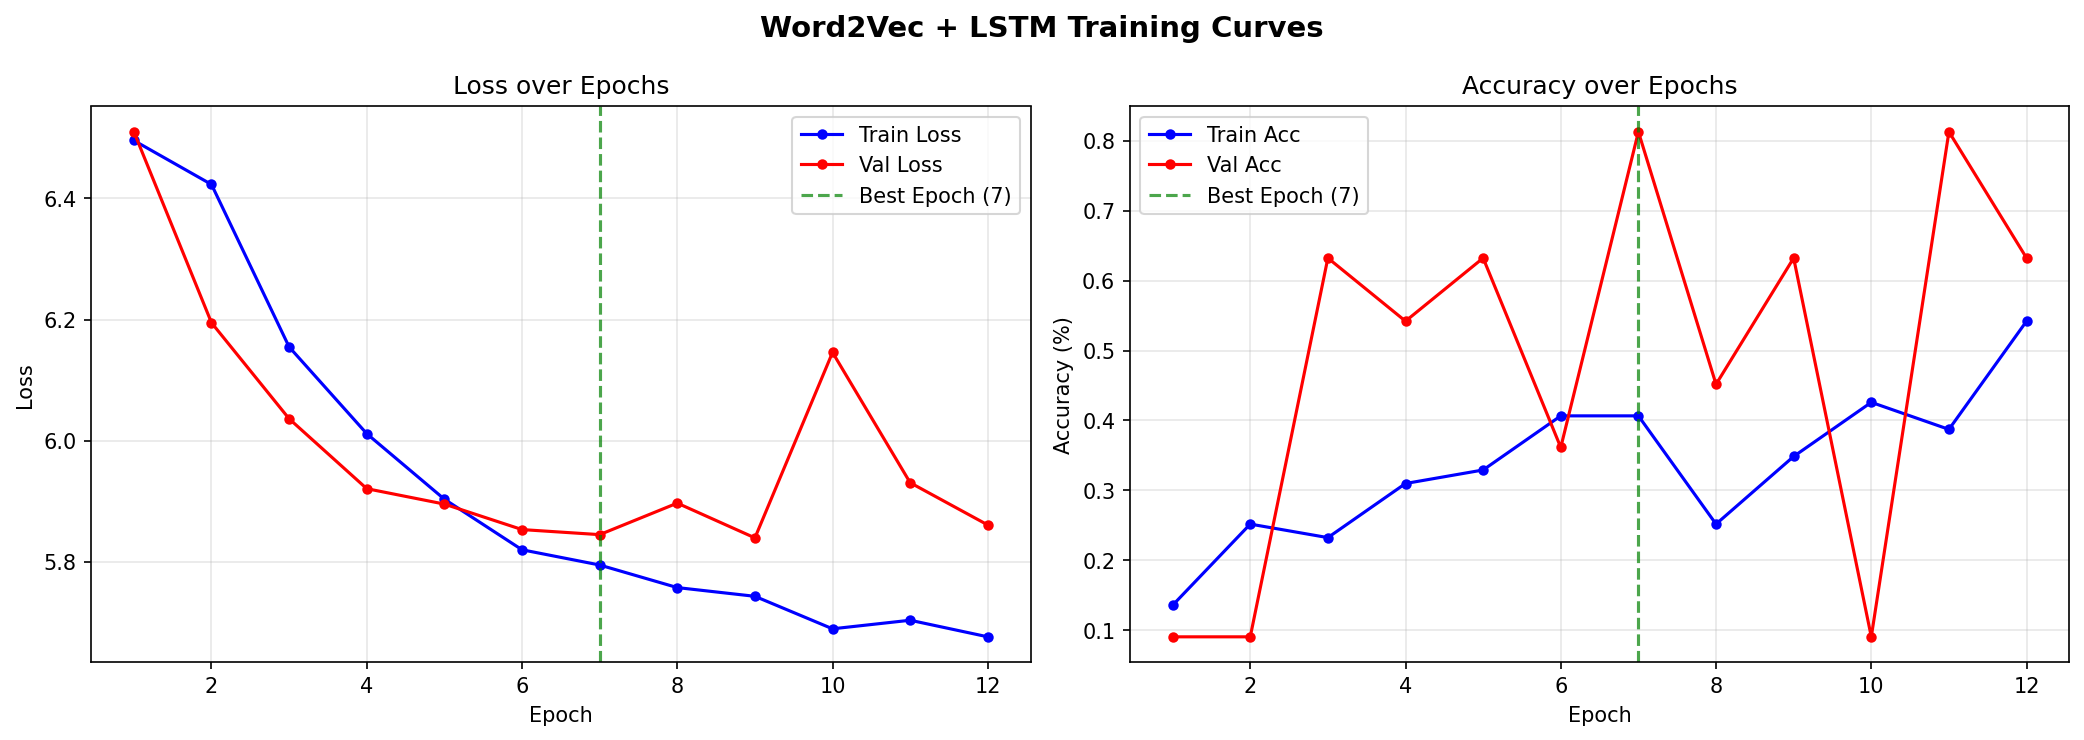 Word2Vec + LSTM Training Curves
Loss over Epochs
Loss
6.4
6.2
6.0
5.8
Train Loss
Val Loss
Best Epoch (7)
2 4 6 8 10 12
Epoch
Accuracy over Epochs
Accuracy (%)
0.8
0.7
0.6
0.5
0.4
0.3
0.2
0.1
Train Acc
Val Acc
Best Epoch (7)
2 4 6 8 10 12
Epoch